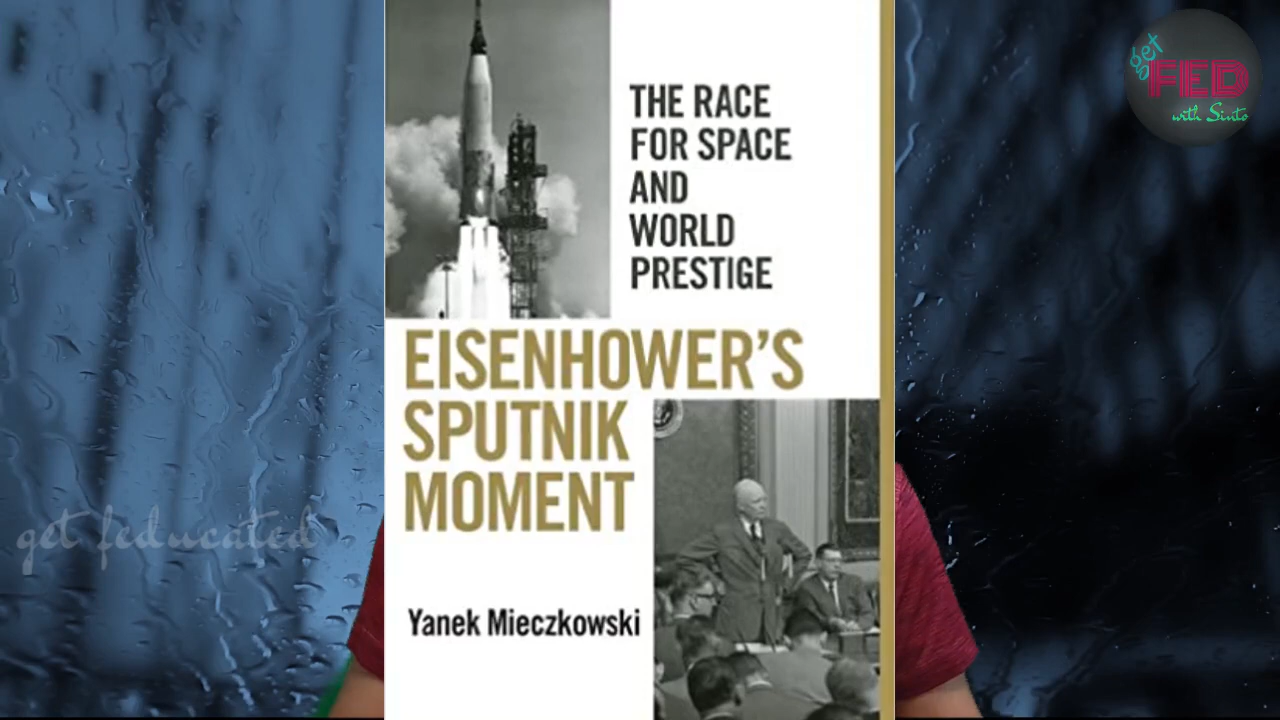 get
FED
with Sinto
THE RACE
FOR SPACE
AND
WORLD
PRESTIGE
EISENHOWER'S
SPUTNIK
MOMENT
Yanek Mieczkowski
get feducated